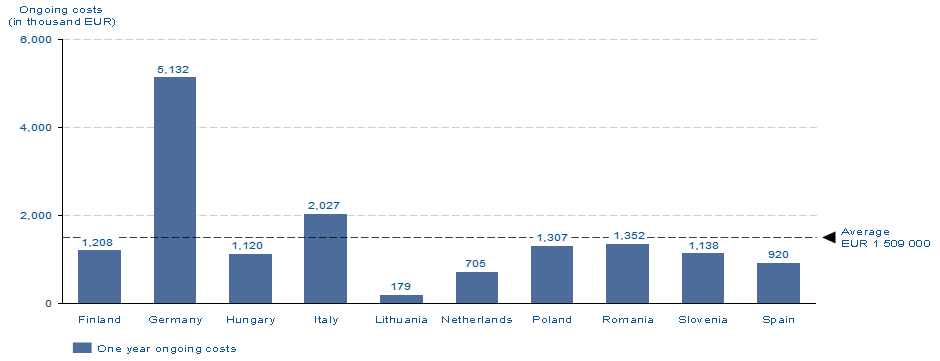 Ongoing costs
(in thousand EUR)
6,000
5,132
4,000
2,027
2,000
1,208
1,120
179
705
1,307
1,352
1,138
920
Average
EUR 1 509 000
0
Finland Germany Hungary Italy Lithuania Netherlands Poland Romania Slovenia Spain
One year ongoing costs